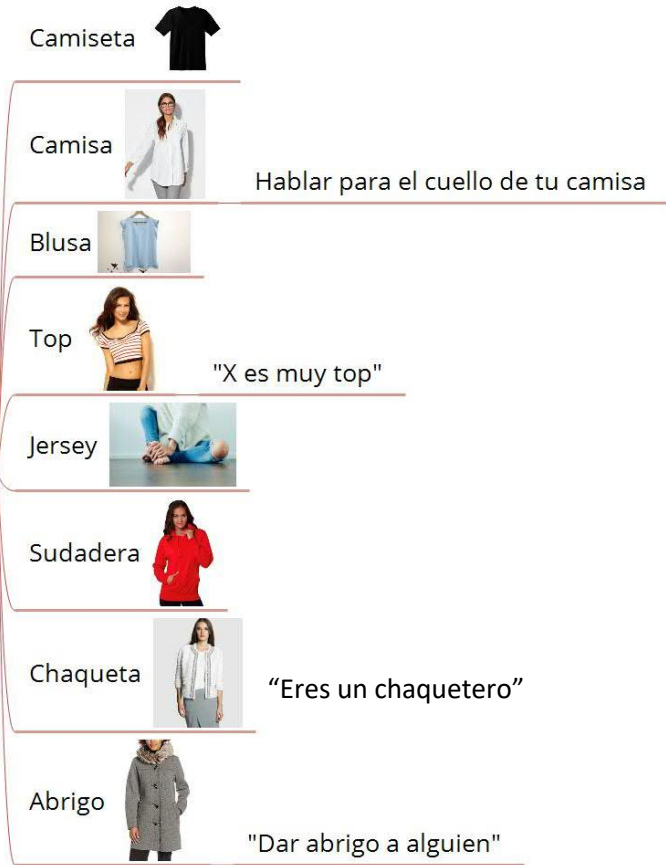 Camiseta
Camisa
Hablar para el cuello de tu camisa
Blusa
Top
"X es muy top"
Jersey
Sudadera
Chaqueta
“Eres un chaquetero”
Abrigo
"Dar abrigo a alguien"